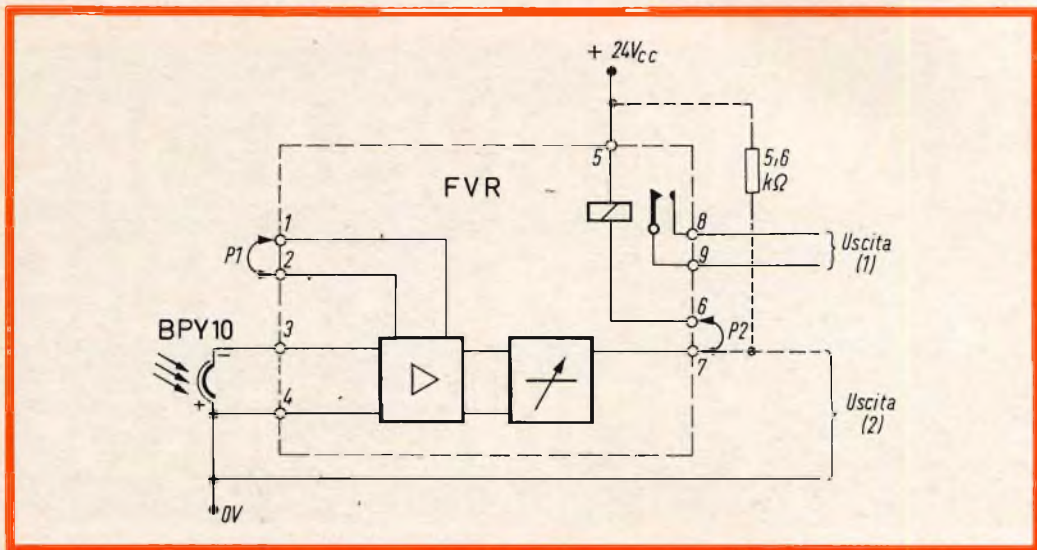 + 24Vcc
5
5,6
kΩ
FVR
1
P1
2
8
Uscita
(1)
9
6
P2
BPY10
3
−
7
+
4
Uscita
(2)
0V